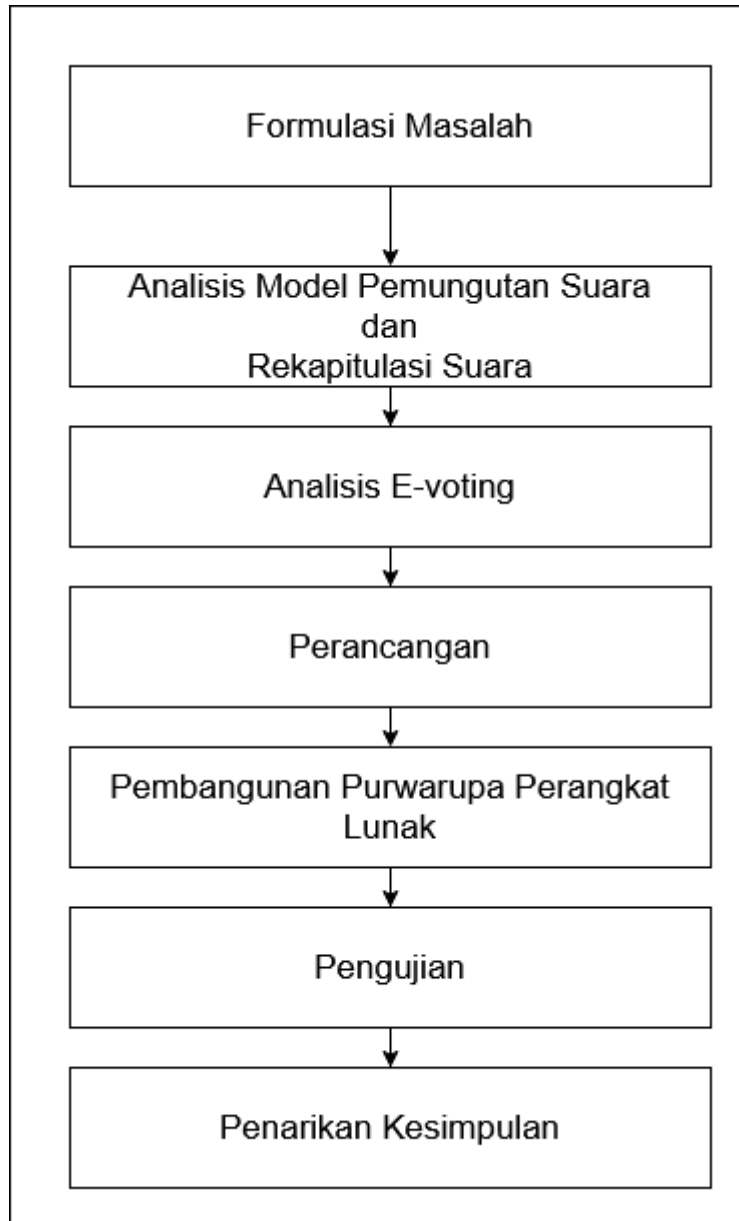 Formulasi Masalah
Analisis Model Pemungutan Suara
dan
Rekapitulasi Suara
Analisis E-voting
Perancangan
Pembangunan Purwarupa Perangkat
Lunak
Pengujian
Penarikan Kesimpulan